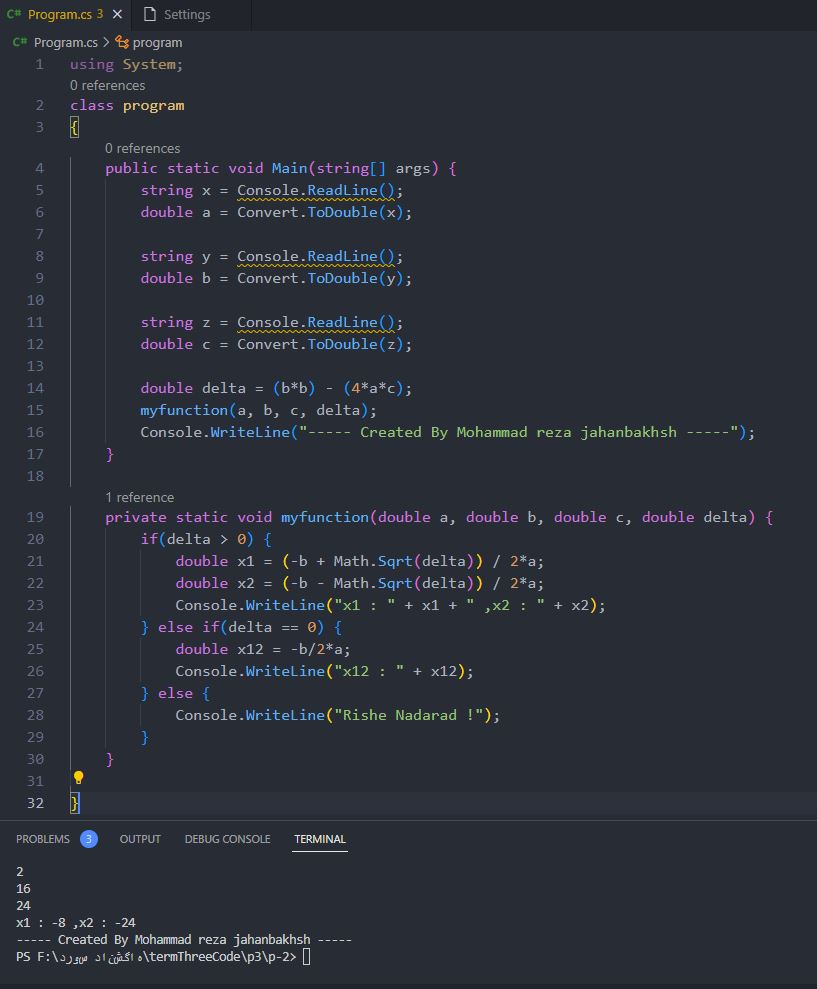 C# Program.cs 3 × Settings
C# Program.cs > program
1 using System;
0 references
2 class program
3 {
0 references
4 public static void Main(string[] args) {
5 string x = Console.ReadLine();
6 double a = Convert.ToDouble(x);
7
8 string y = Console.ReadLine();
9 double b = Convert.ToDouble(y);
10
11 string z = Console.ReadLine();
12 double c = Convert.ToDouble(z);
13
14 double delta = (b*b) - (4*a*c);
15 myfunction(a, b, c, delta);
16 Console.WriteLine("----- Created By Mohammad reza jahanbakhsh -----");
17 }
18
1 reference
19 private static void myfunction(double a, double b, double c, double delta) {
20 if(delta > 0) {
21 double x1 = (-b + Math.Sqrt(delta)) / 2*a;
22 double x2 = (-b - Math.Sqrt(delta)) / 2*a;
23 Console.WriteLine("x1 : " + x1 + " ,x2 : " + x2);
24 } else if(delta == 0) {
25 double x12 = -b/2*a;
26 Console.WriteLine("x12 : " + x12);
27 } else {
28 Console.WriteLine("Rishe Nadarad !");
29 }
30 }
31
32 }
PROBLEMS 3 OUTPUT DEBUG CONSOLE TERMINAL
2
16
24
x1 : -8 ,x2 : -24
----- Created By Mohammad reza jahanbakhsh -----
PS F:\دروس دانشگاه\termThreeCode\p3\p-2>